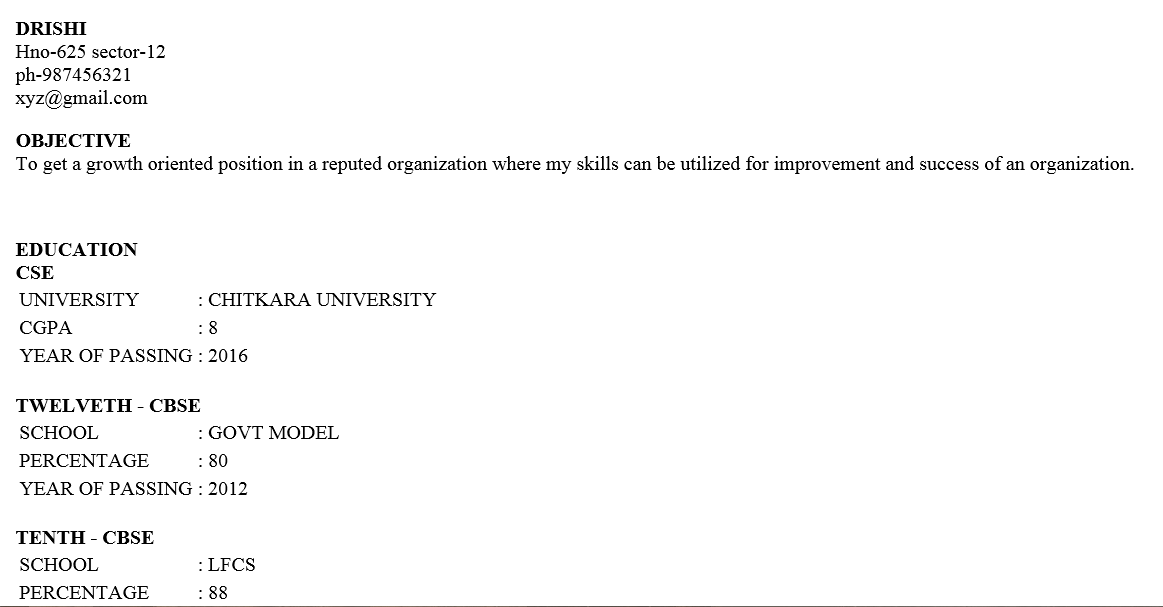 DRISHI
Hno-625 sector-12
ph-987456321
xyz@gmail.com
OBJECTIVE
To get a growth oriented position in a reputed organization where my skills can be utilized for improvement and success of an organization.
EDUCATION
CSE
UNIVERSITY : CHITKARA UNIVERSITY
CGPA : 8
YEAR OF PASSING : 2016
TWELVETH - CBSE
SCHOOL : GOVT MODEL
PERCENTAGE : 80
YEAR OF PASSING : 2012
TENTH - CBSE
SCHOOL : LFCS
PERCENTAGE : 88